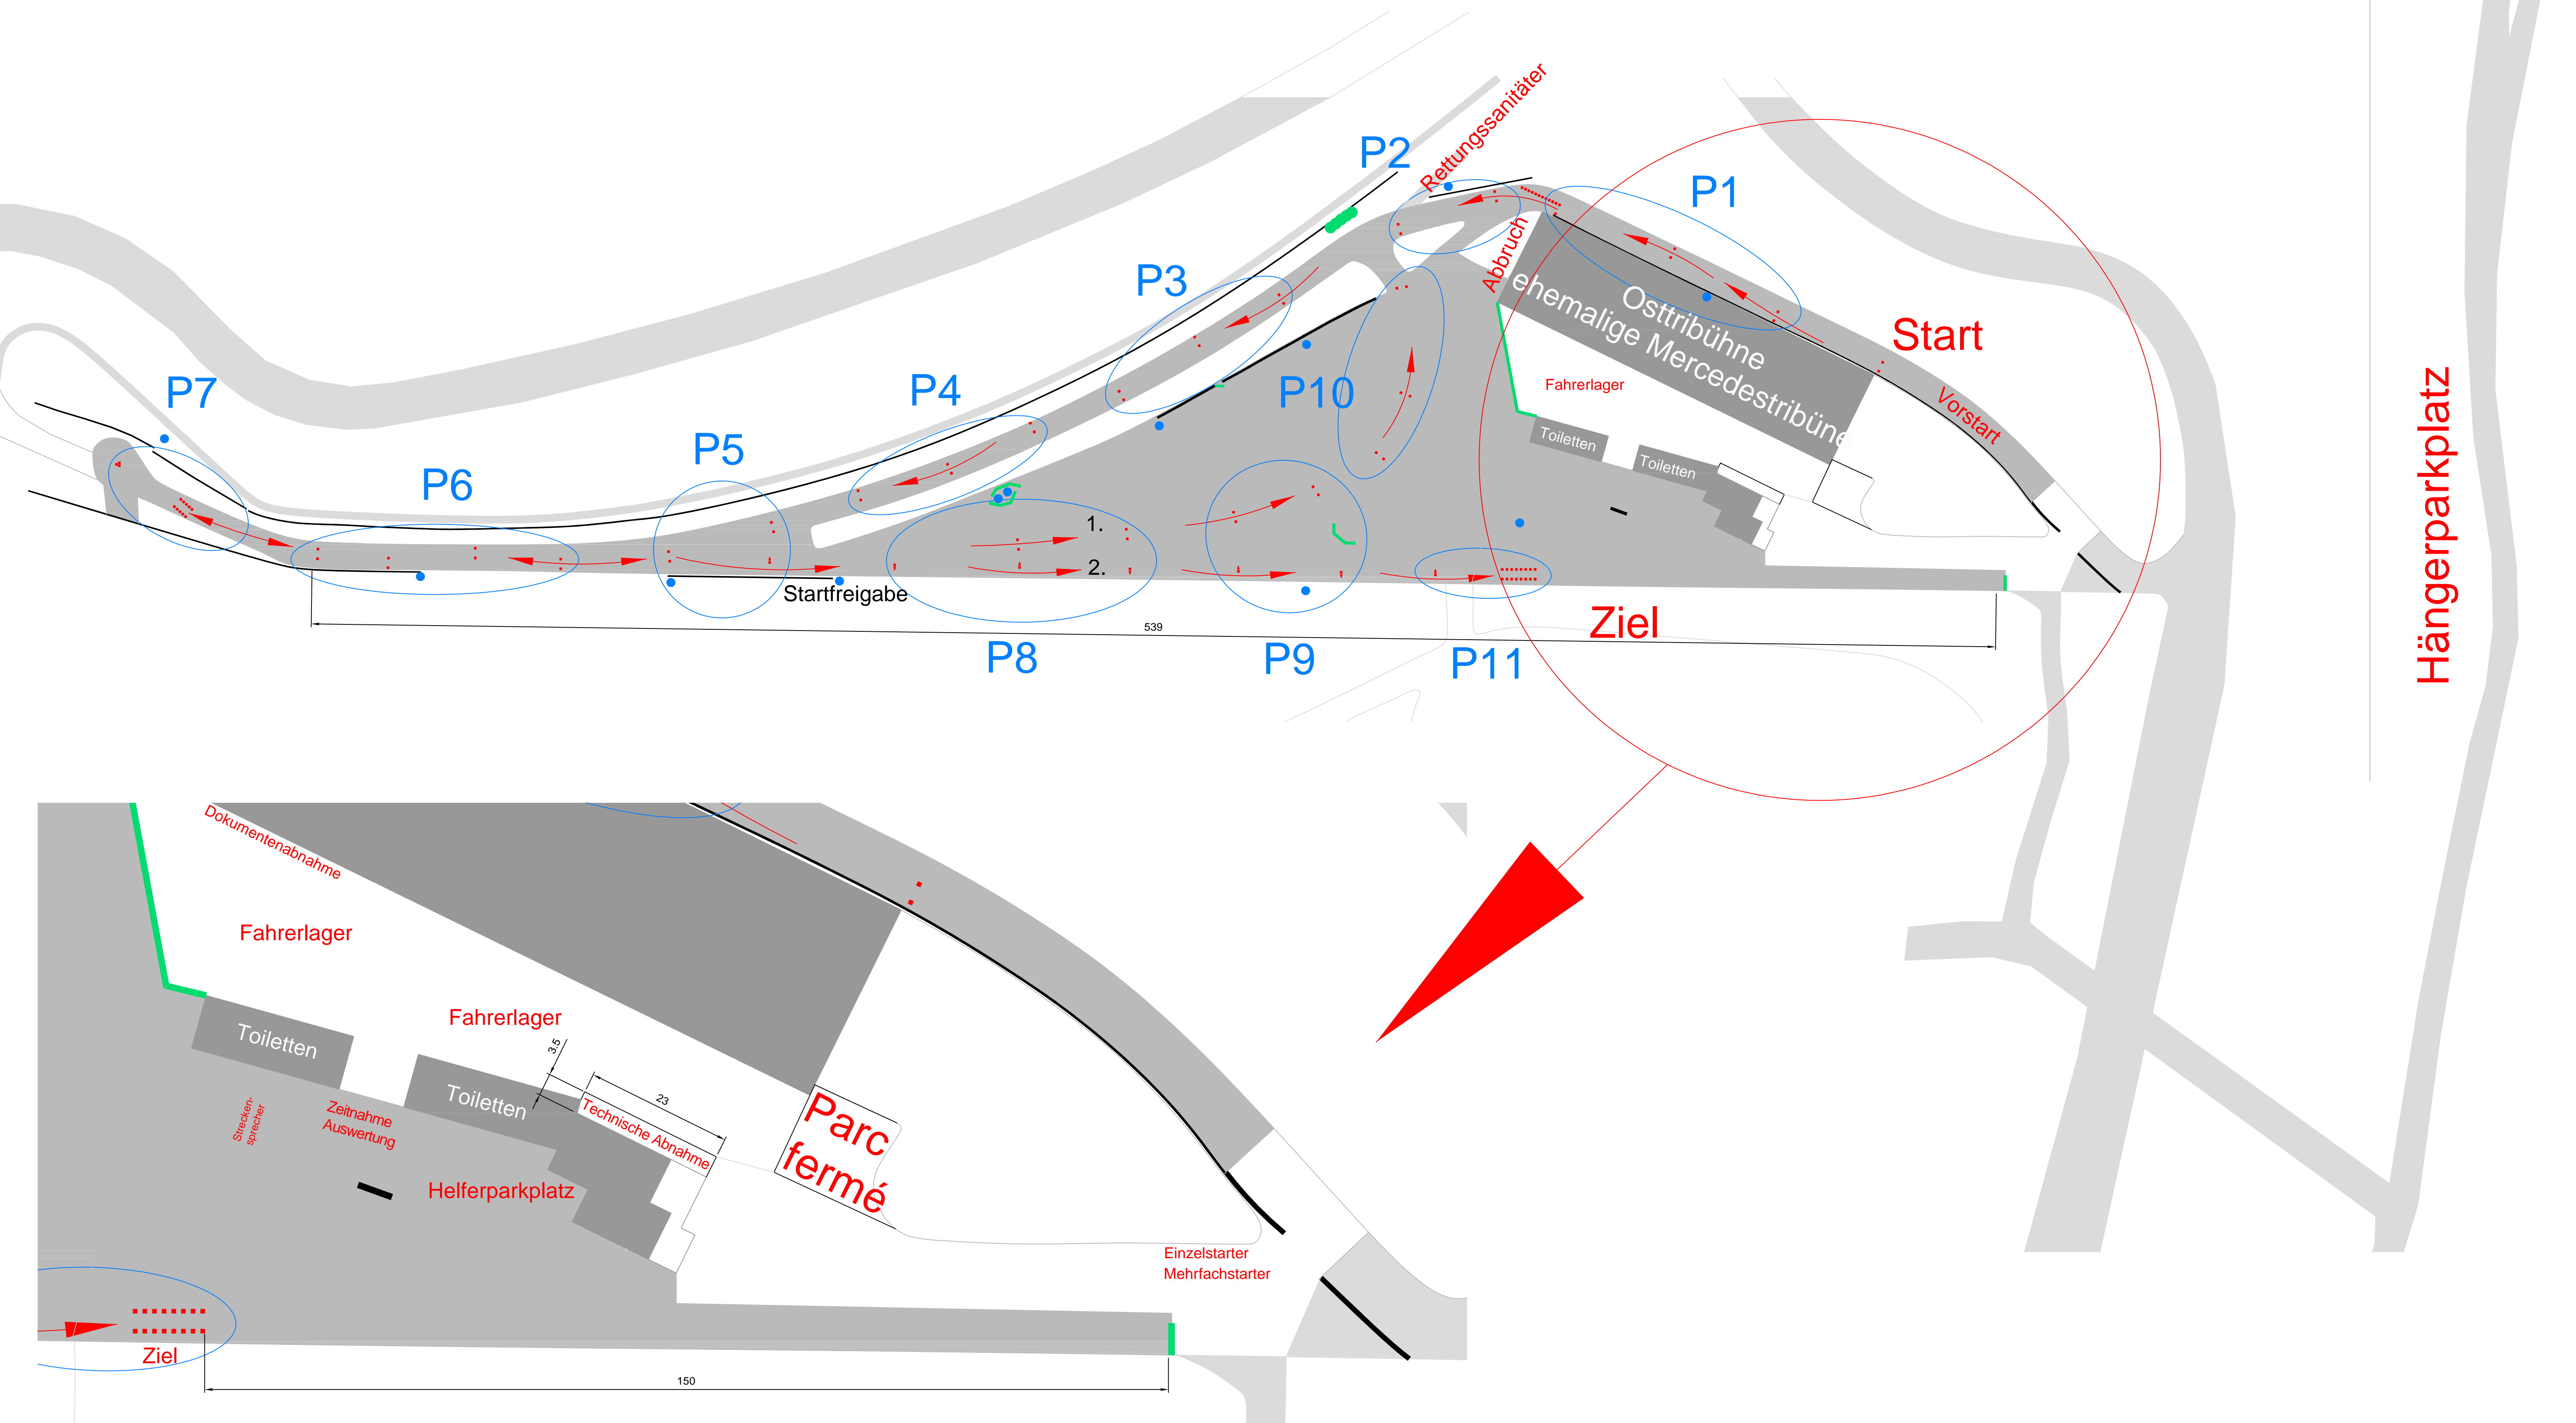 Rettungssanitäter
P2
P1
Abbruch
P3
Osttribühne
ehemalige Mercedestribüne
Start
Vorstart
P10
P4
Fahrerlager
P7
P5
P6
Toiletten
Toiletten
Hängerparkplatz
1.
2.
Startfreigabe
539
Ziel
P8
P9
P11
Dokumentenabnahme
Fahrerlager
Fahrerlager
3.5
Toiletten
Toiletten
23
Technische Abnahme
Parc
fermé
Strecken-
sprecher
Zeitnahme
Auswertung
Helferparkplatz
Einzelstarter
Mehrfachstarter
Ziel
150